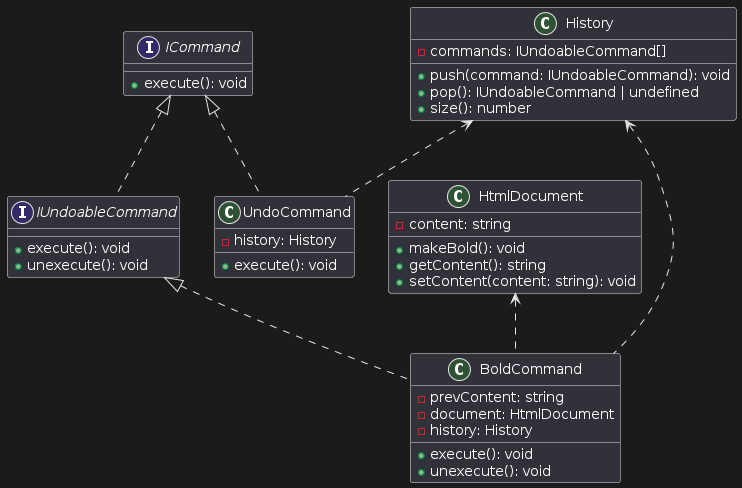 I ICommand
execute(): void
C History
commands: IUndoableCommand[]
push(command: IUndoableCommand): void
pop(): IUndoableCommand | undefined
size(): number
I IUndoableCommand
execute(): void
unexecute(): void
C UndoCommand
history: History
execute(): void
C HtmlDocument
content: string
makeBold(): void
getContent(): string
setContent(content: string): void
C BoldCommand
prevContent: string
document: HtmlDocument
history: History
execute(): void
unexecute(): void